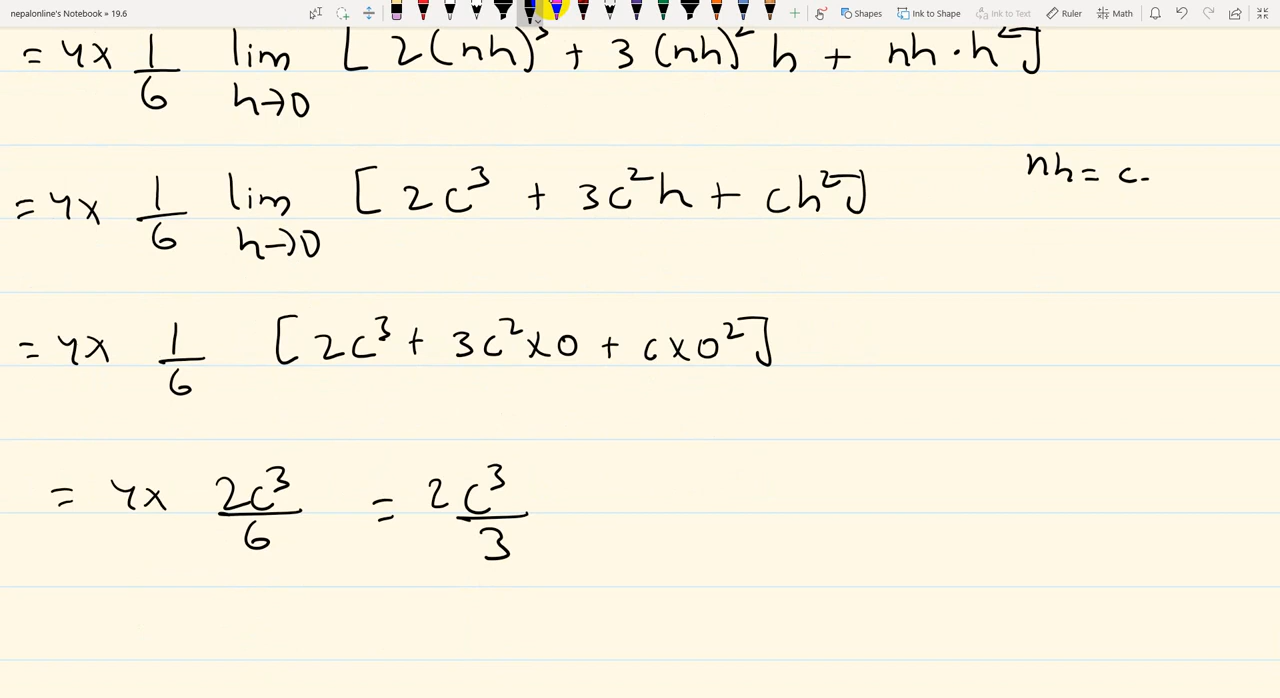 nepalonline's Notebook » 19.6 Shapes Ink to Shape Ink to Text Ruler Math
= 4 × 1/6 lim h→0 [ 2(nh)³ + 3(nh)² h + nh · h² ]
nh = c.
= 4 × 1/6 lim h→0 [ 2c³ + 3c²h + ch² ]
= 4 × 1/6 [ 2c³ + 3c² × 0 + c × 0² ]
= 4 × 2c³/6 = 2 c³/3